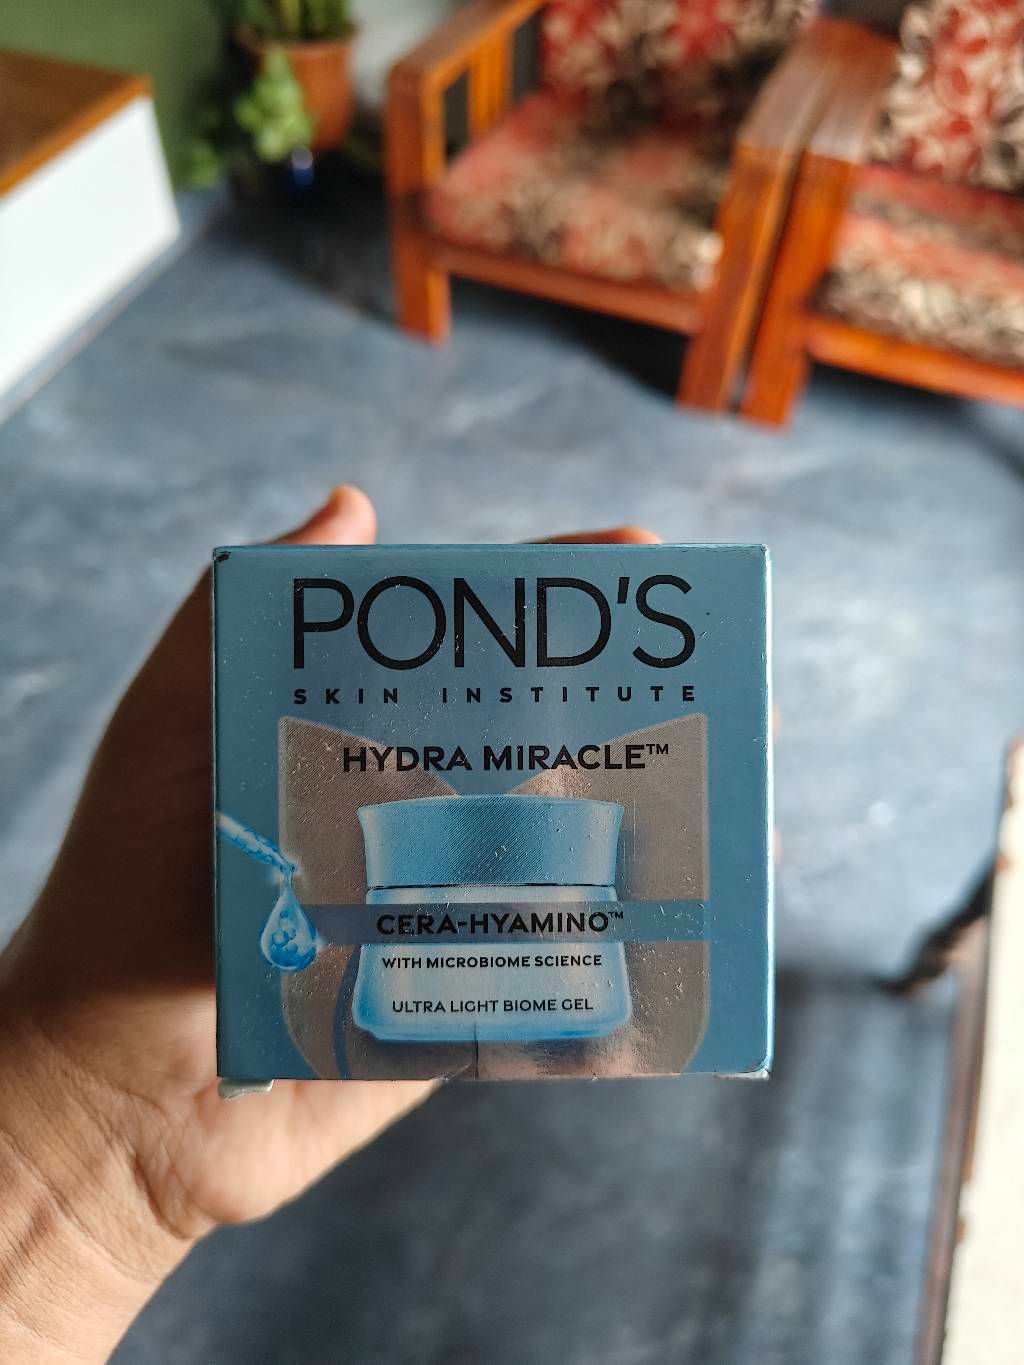 POND'S
SKIN INSTITUTE
HYDRA MIRACLE™
CERA-HYAMINO™
WITH MICROBIOME SCIENCE
ULTRA LIGHT BIOME GEL